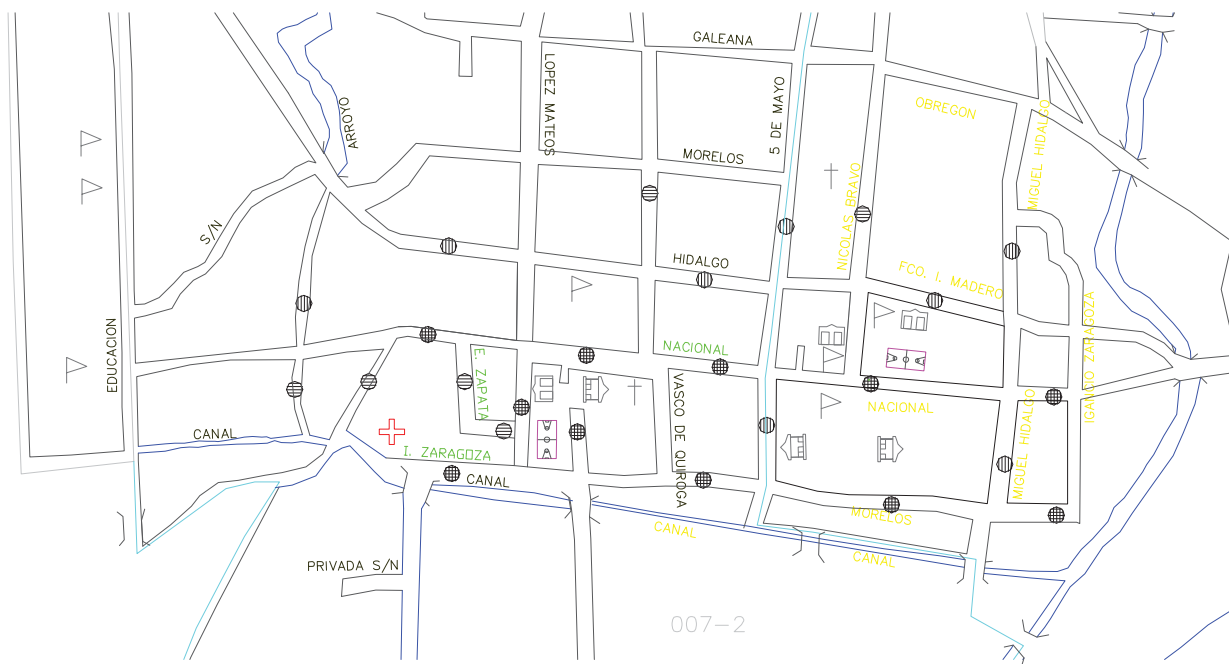 GALEANA
LOPEZ MATEOS
5 DE MAYO
OBREGON
ARROYO
MORELOS
MIGUEL HIDALGO
NICOLAS BRAVO
S/N
HIDALGO
FCO. I. MADERO
EDUCACION
NACIONAL
IGANCIO ZARAGOZA
E. ZAPATA
VASCO DE QUIROGA
NACIONAL
MIGUEL HIDALGO
CANAL
I. ZARAGOZA
CANAL
MORELOS
CANAL
CANAL
PRIVADA S/N
007-2